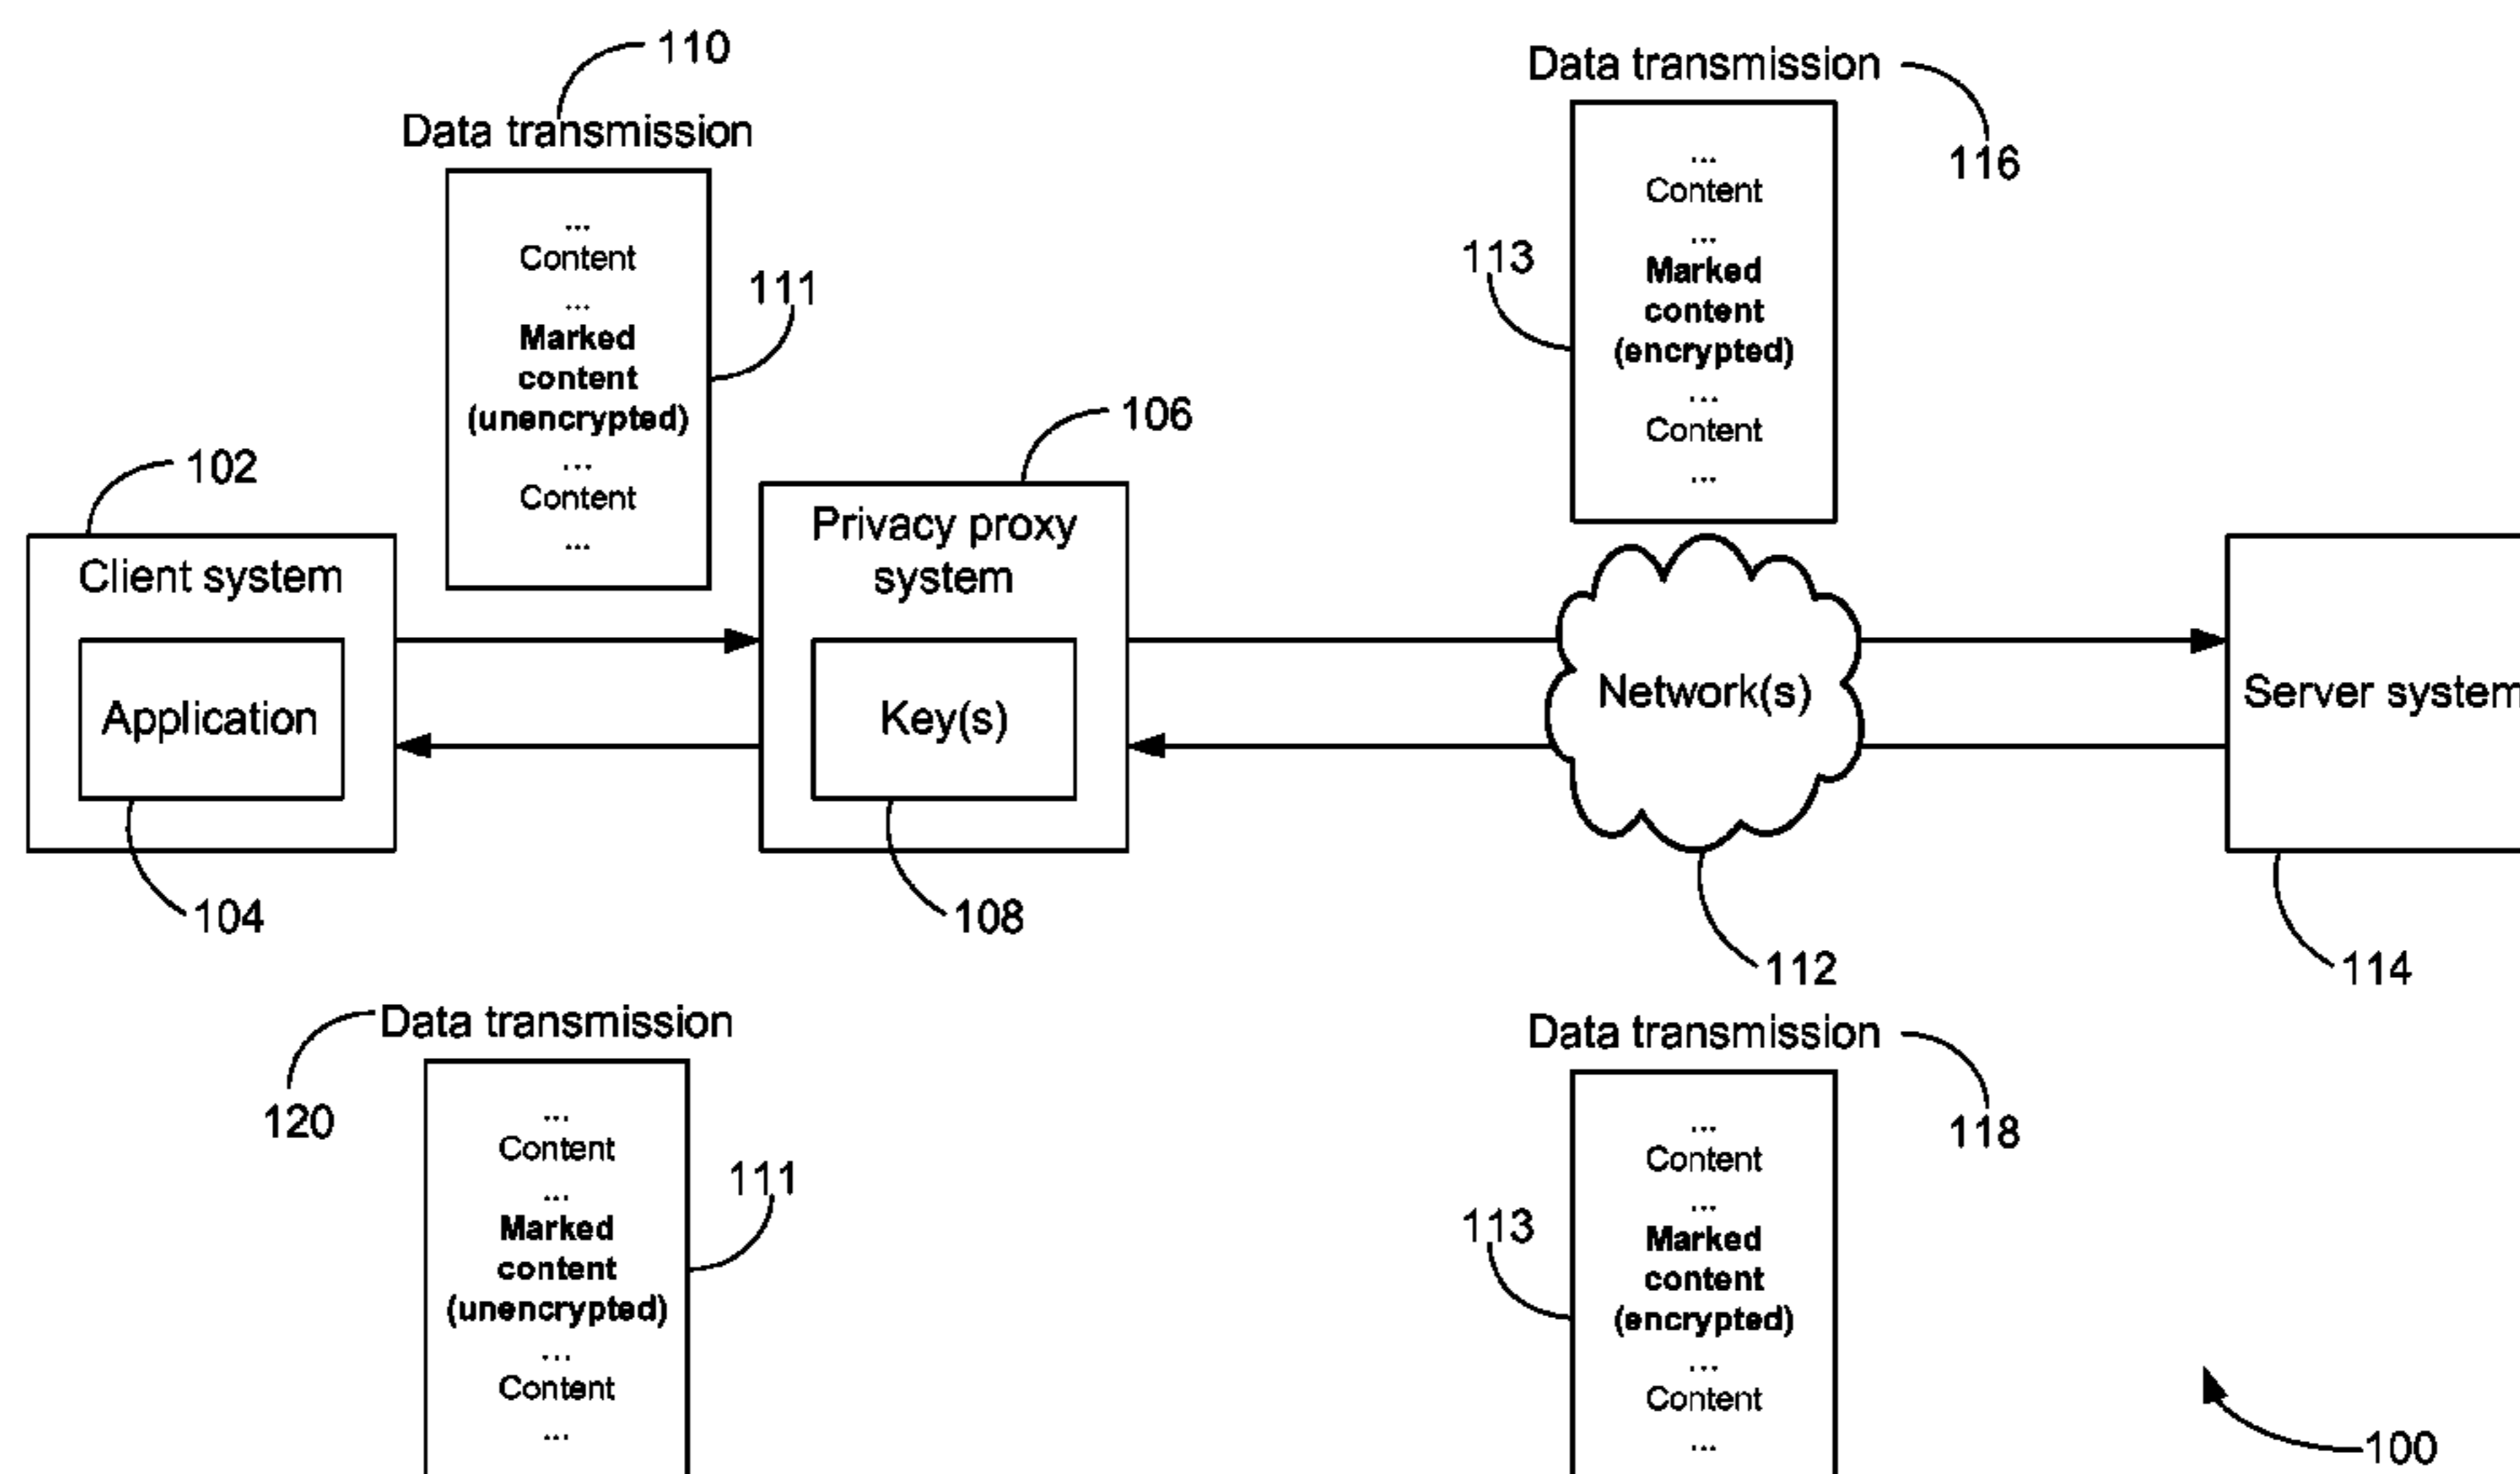 110
Data transmission
...
Content
...
Marked
content
(unencrypted)
...
Content
...
111
Data transmission
116
...
Content
...
Marked
content
(encrypted)
...
Content
...
113
102
Client system
Application
104
106
Privacy proxy
system
Key(s)
108
Network(s)
112
Server system
114
120
Data transmission
...
Content
...
Marked
content
(unencrypted)
...
Content
...
111
Data transmission
118
...
Content
...
Marked
content
(encrypted)
...
Content
...
113
100